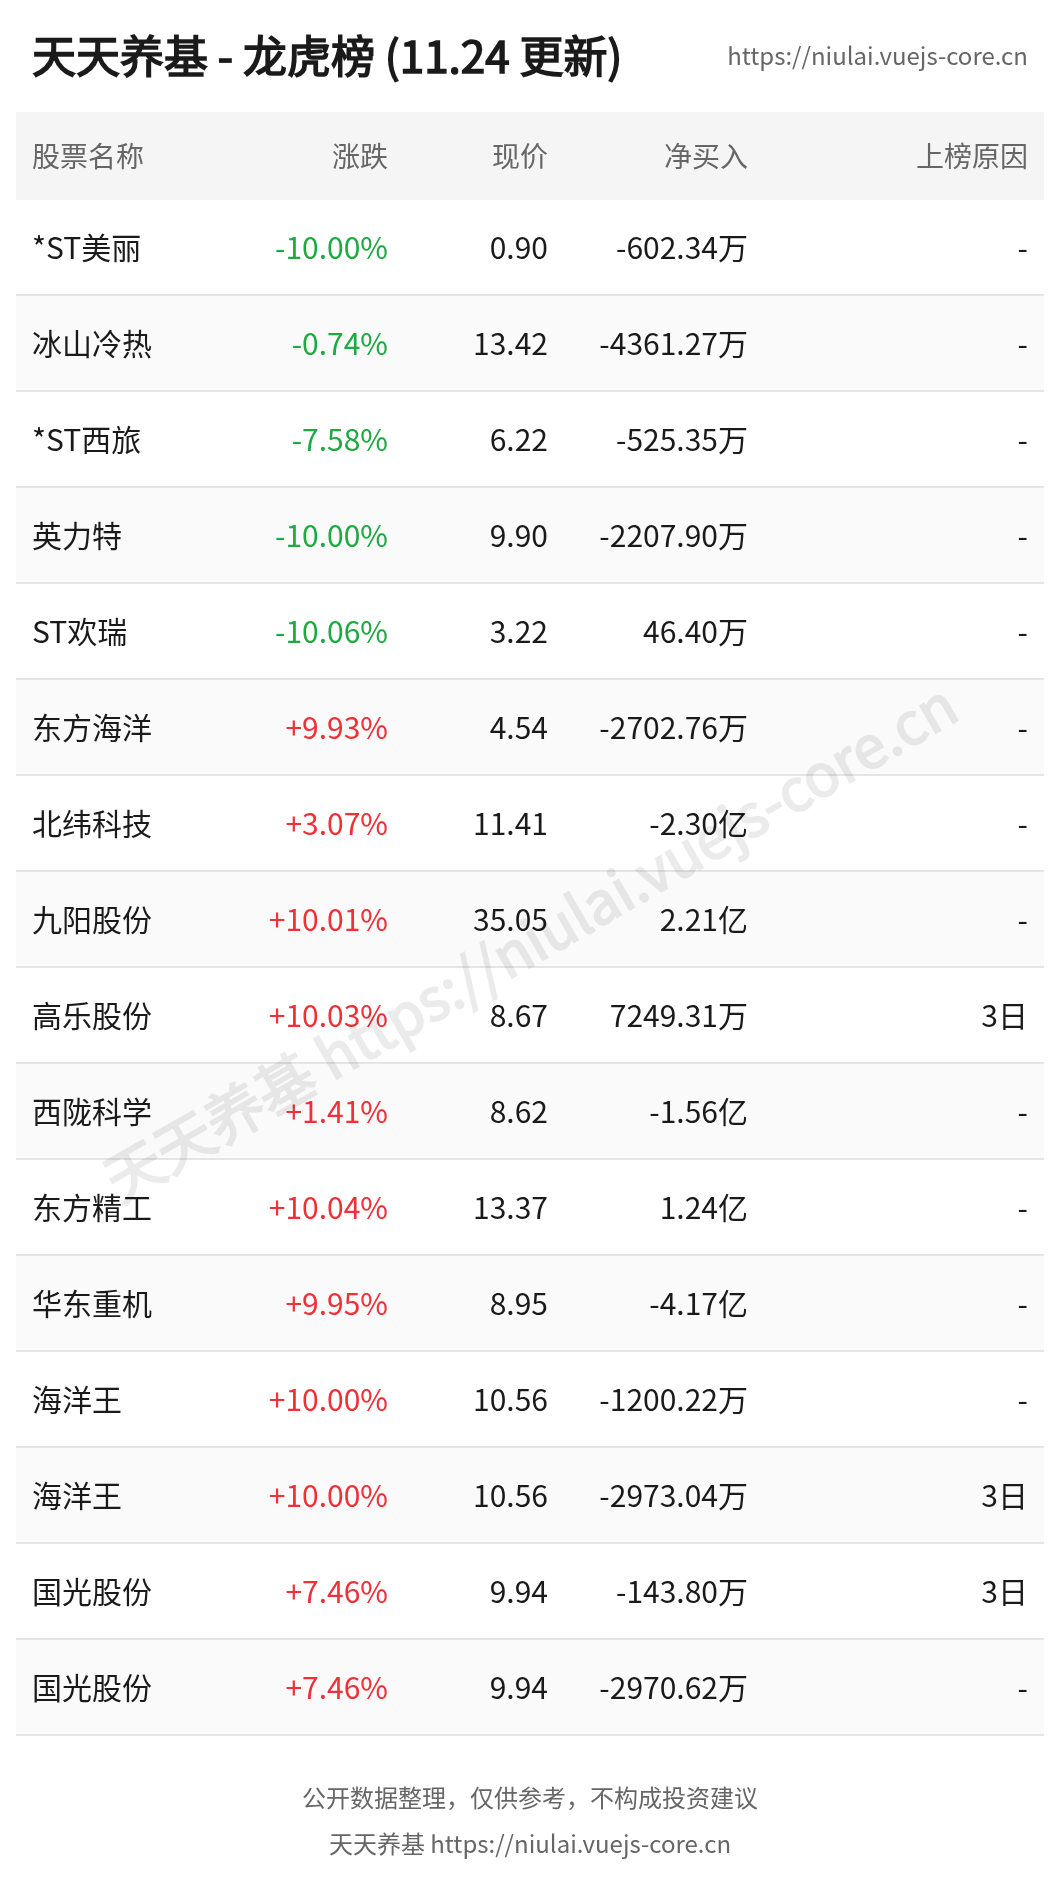 天天养基 - 龙虎榜 (11.24 更新) https://niulai.vuejs-core.cn
股票名称 涨跌 现价 净买入 上榜原因
*ST美丽 -10.00% 0.90 -602.34万 -
冰山冷热 -0.74% 13.42 -4361.27万 -
*ST西旅 -7.58% 6.22 -525.35万 -
英力特 -10.00% 9.90 -2207.90万 -
ST欢瑞 -10.06% 3.22 46.40万 -
东方海洋 +9.93% 4.54 -2702.76万 -
北纬科技 +3.07% 11.41 -2.30亿 -
九阳股份 +10.01% 35.05 2.21亿 -
高乐股份 +10.03% 8.67 7249.31万 3日
西陇科学 +1.41% 8.62 -1.56亿 -
东方精工 +10.04% 13.37 1.24亿 -
华东重机 +9.95% 8.95 -4.17亿 -
海洋王 +10.00% 10.56 -1200.22万 -
海洋王 +10.00% 10.56 -2973.04万 3日
国光股份 +7.46% 9.94 -143.80万 3日
国光股份 +7.46% 9.94 -2970.62万 -
天天养基 https://niulai.vuejs-core.cn
公开数据整理，仅供参考，不构成投资建议
天天养基 https://niulai.vuejs-core.cn